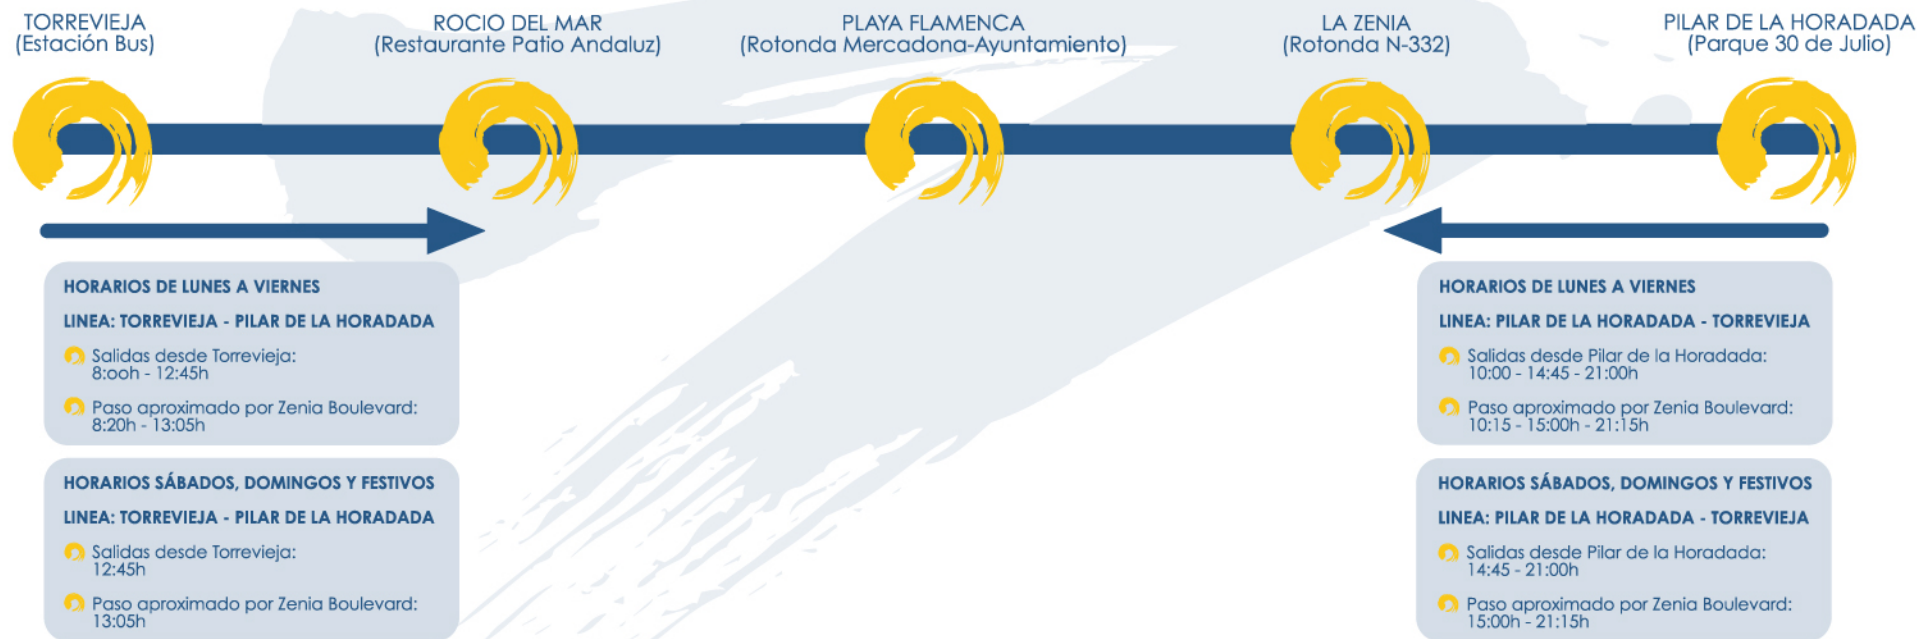 TORREVIEJA
(Estación Bus)
ROCIO DEL MAR
(Restaurante Patio Andaluz)
PLAYA FLAMENCA
(Rotonda Mercadona-Ayuntamiento)
LA ZENIA
(Rotonda N-332)
PILAR DE LA HORADADA
(Parque 30 de Julio)
HORARIOS DE LUNES A VIERNES
LINEA: TORREVIEJA - PILAR DE LA HORADADA
Salidas desde Torrevieja:
8:ooh - 12:45h
Paso aproximado por Zenia Boulevard:
8:20h - 13:05h
HORARIOS SÁBADOS, DOMINGOS Y FESTIVOS
LINEA: TORREVIEJA - PILAR DE LA HORADADA
Salidas desde Torrevieja:
12:45h
Paso aproximado por Zenia Boulevard:
13:05h
HORARIOS DE LUNES A VIERNES
LINEA: PILAR DE LA HORADADA - TORREVIEJA
Salidas desde Pilar de la Horadada:
10:00 - 14:45 - 21:00h
Paso aproximado por Zenia Boulevard:
10:15 - 15:00h - 21:15h
HORARIOS SÁBADOS, DOMINGOS Y FESTIVOS
LINEA: PILAR DE LA HORADADA - TORREVIEJA
Salidas desde Pilar de la Horadada:
14:45 - 21:00h
Paso aproximado por Zenia Boulevard:
15:00h - 21:15h